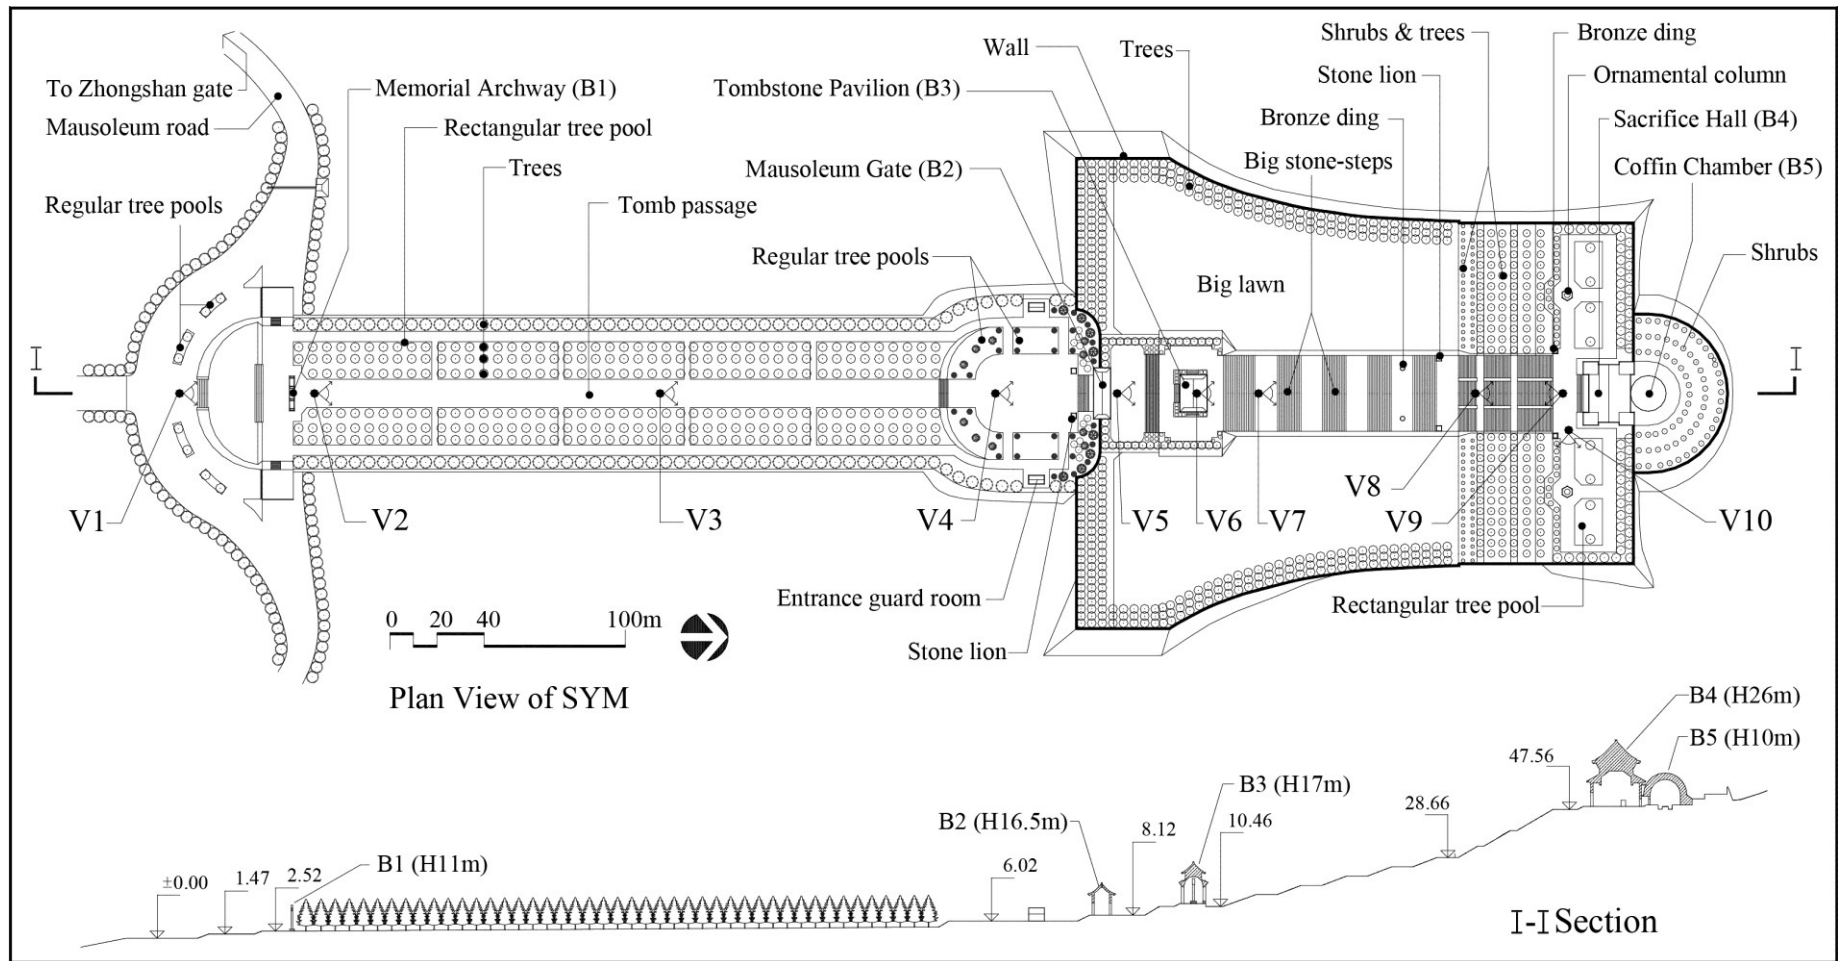 Wall
Trees
Shrubs & trees
Bronze ding
To Zhongshan gate
Memorial Archway (B1)
Tombstone Pavilion (B3)
Stone lion
Ornamental column
Mausoleum road
Rectangular tree pool
Bronze ding
Sacrifice Hall (B4)
Trees
Mausoleum Gate (B2)
Big stone-steps
Coffin Chamber (B5)
Regular tree pools
Tomb passage
Regular tree pools
Big lawn
Shrubs
I
I
V1
V2
V3
V4
V5
V6
V7
V8
V9
V10
Entrance guard room
Rectangular tree pool
Stone lion
0 20 40 100m
Plan View of SYM
B4 (H26m)
B5 (H10m)
47.56
B3 (H17m)
28.66
B2 (H16.5m)
8.12
10.46
B1 (H11m)
6.02
±0.00
1.47
2.52
I-I Section